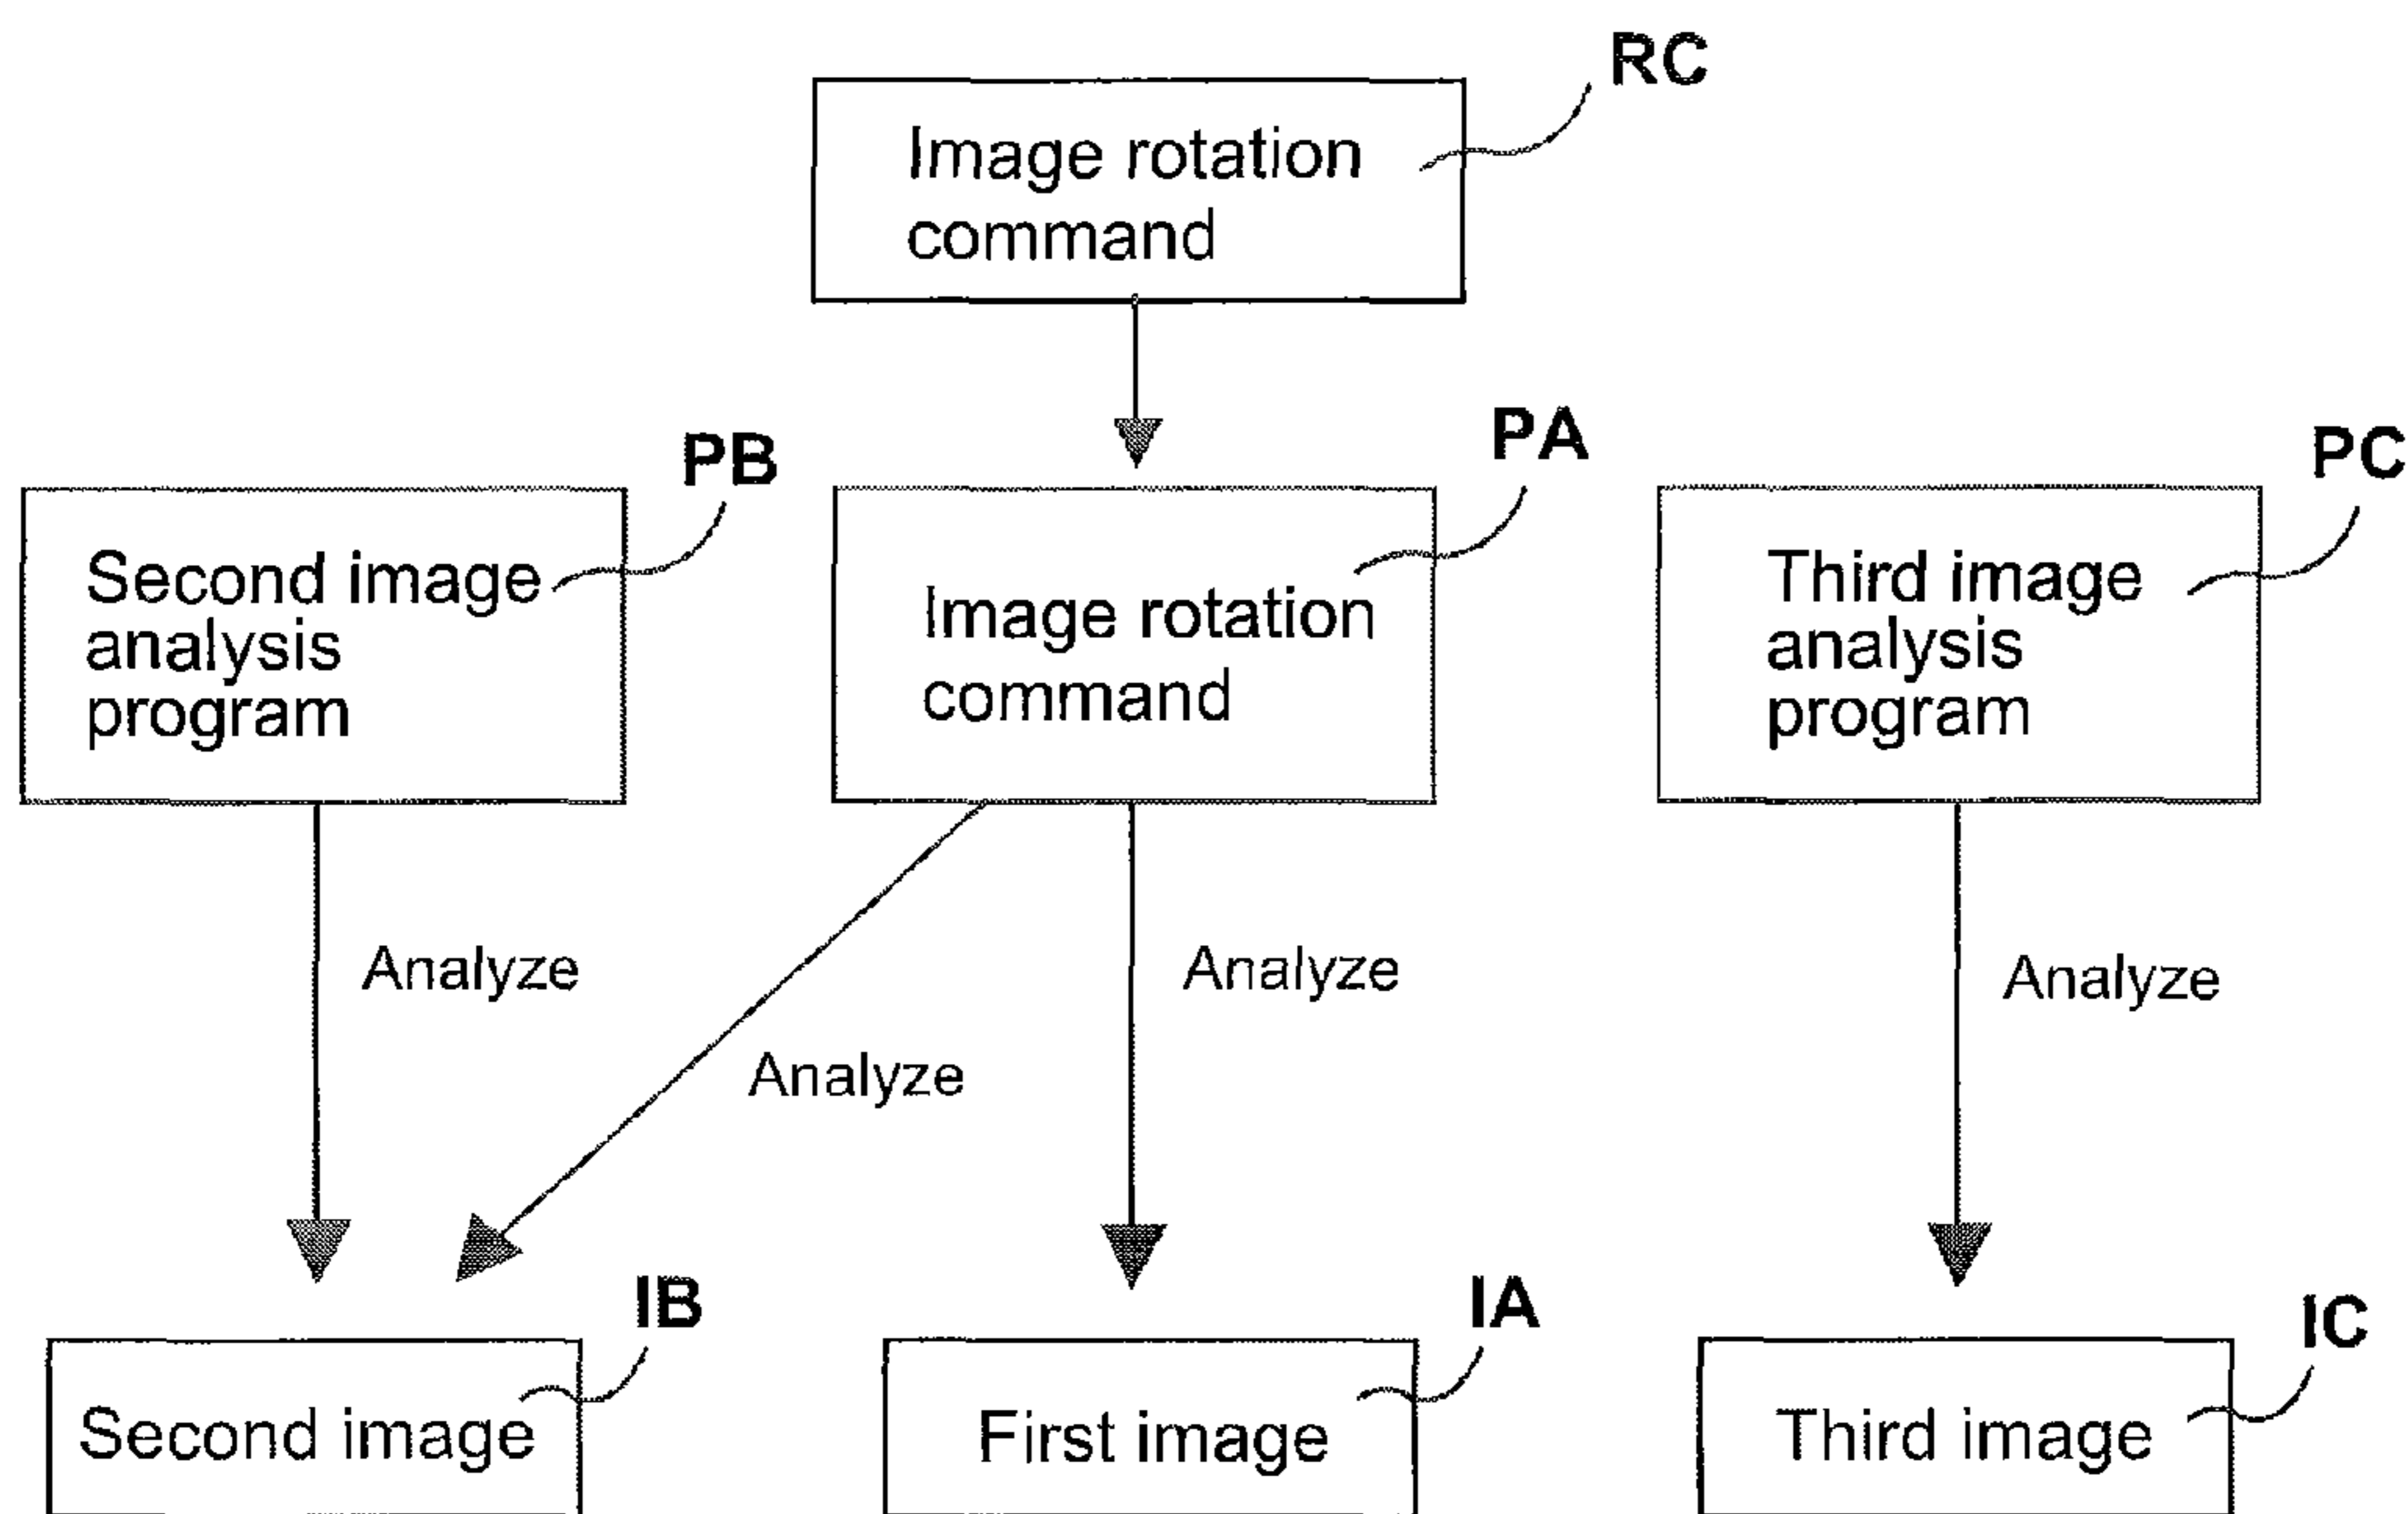 RC
Image rotation
command
PB
PA
PC
Second image
analysis
program
Image rotation
command
Third image
analysis
program
Analyze
Analyze
Analyze
Analyze
IB
IA
IC
Second image
First image
Third image